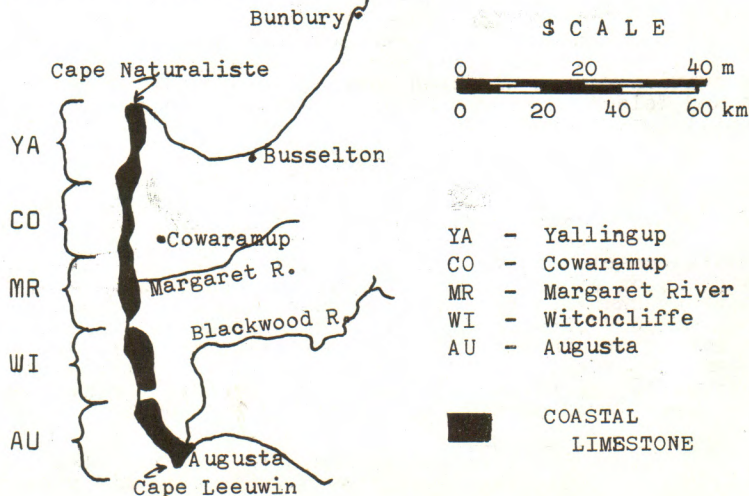 Bunbury
Cape Naturaliste
Busselton
Cowaramup
Margaret R.
Blackwood R
Augusta
Cape Leeuwin
YA
CO
MR
WI
AU
SCALE
0 20 40 m
0 20 40 60 km
YA - Yallingup
CO - Cowaramup
MR - Margaret River
WI - Witchcliffe
AU - Augusta
COASTAL
LIMESTONE